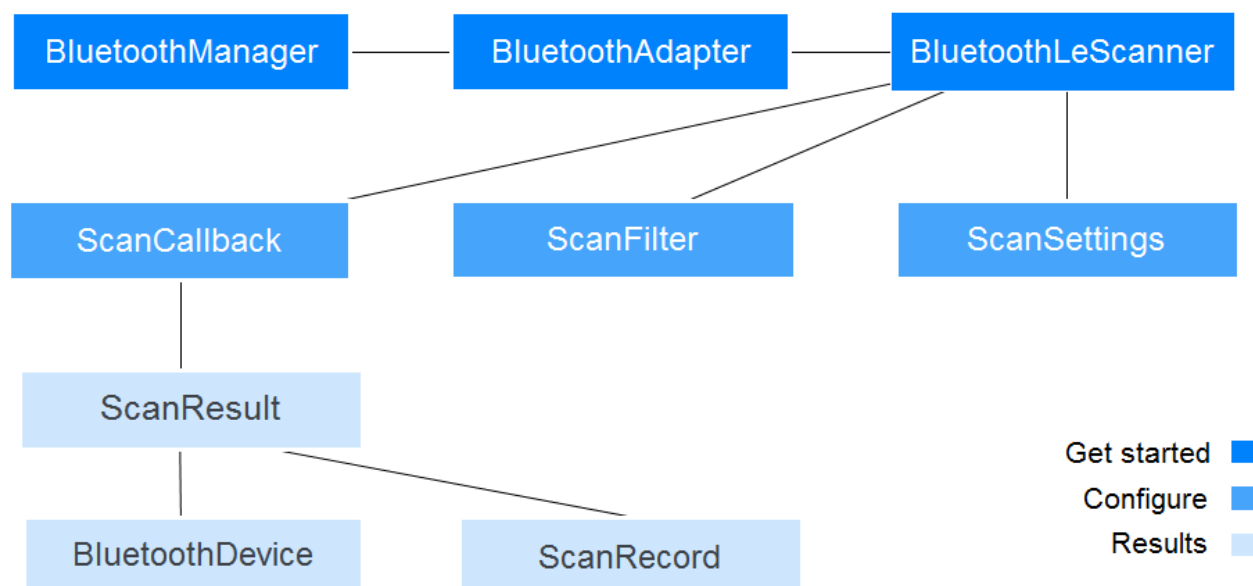 BluetoothManager
BluetoothAdapter
BluetoothLeScanner
ScanCallback
ScanFilter
ScanSettings
ScanResult
BluetoothDevice
ScanRecord
Get started
Configure
Results